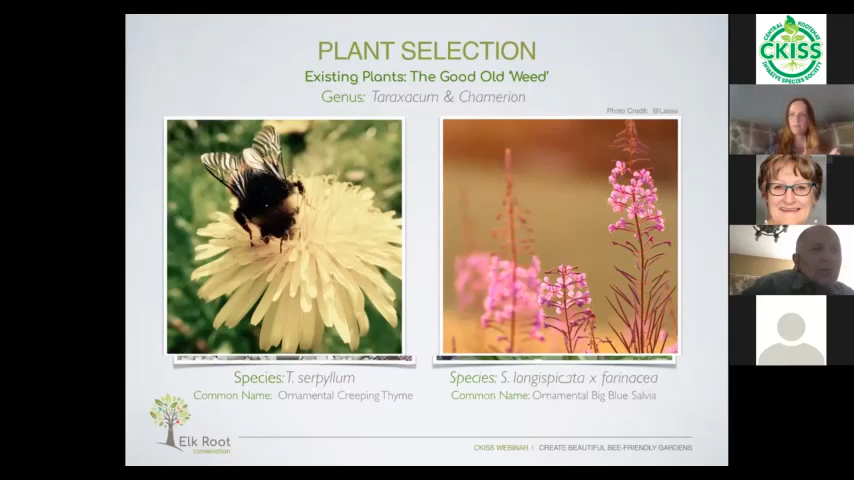 PLANT SELECTION
Existing Plants: The Good Old 'Weed'
Genus: Taraxacum & Chamerion
Photo Credit: @Lasss
Species: T. serpyllum
Common Name: Ornamental Creeping Thyme
Species: S. longispicata x farinacea
Common Name: Ornamental Big Blue Salvia
Elk Root
conservation
CKISS WEBINAR | CREATE BEAUTIFUL BEE-FRIENDLY GARDENS
CENTRAL KOOTENAY
CKISS
INVASIVE SPECIES SOCIETY